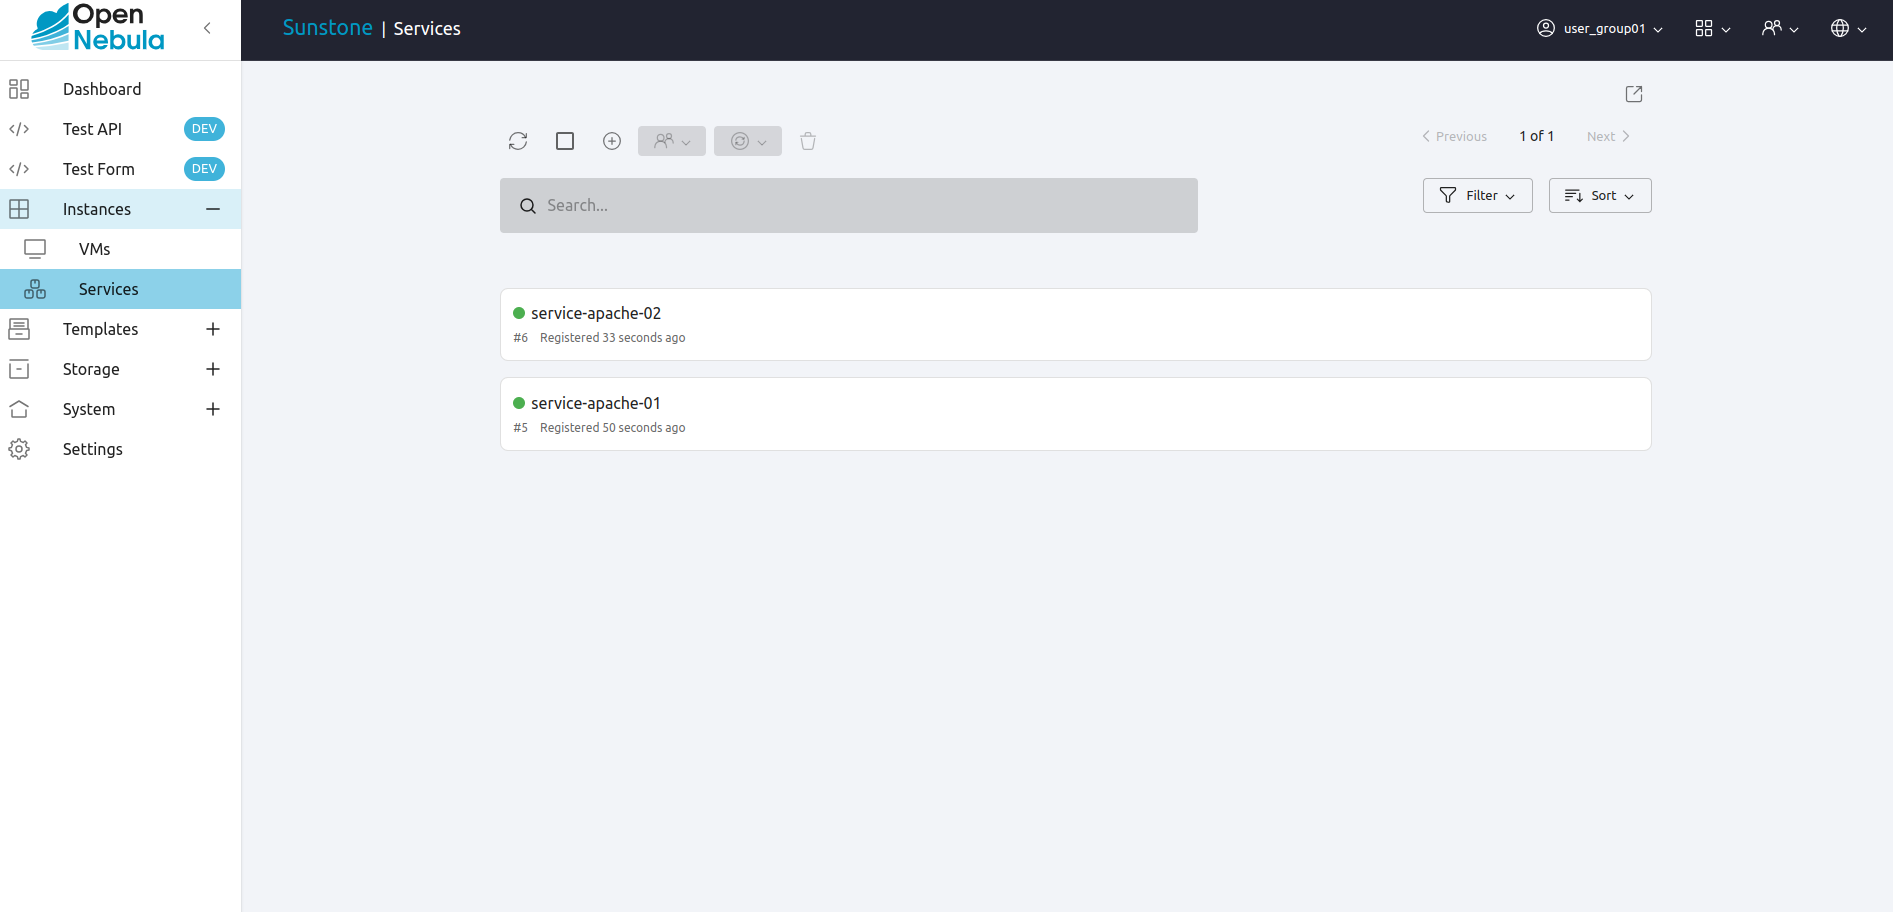 Open
Nebula
Sunstone | Services
user_group01
Dashboard
Test API DEV
Test Form DEV
Instances
VMs
Services
Templates
Storage
System
Settings
Previous 1 of 1 Next
Search...
Filter
Sort
service-apache-02
#6 Registered 33 seconds ago
service-apache-01
#5 Registered 50 seconds ago